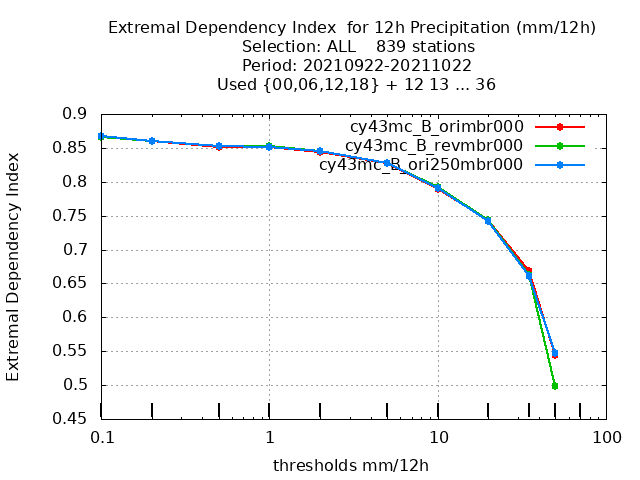 Extremal Dependency Index  for 12h Precipitation (mm/12h)
Selection: ALL    839 stations
Period: 20210922-20211022
Used {00,06,12,18} + 12 13 ... 36
Extremal Dependency Index
0.9
0.85
0.8
0.75
0.7
0.65
0.6
0.55
0.5
0.45
cy43mc_B_orimbr000
cy43mc_B_revmbr000
cy43mc_B_ori250mbr000
0.1 1 10 100
thresholds mm/12h